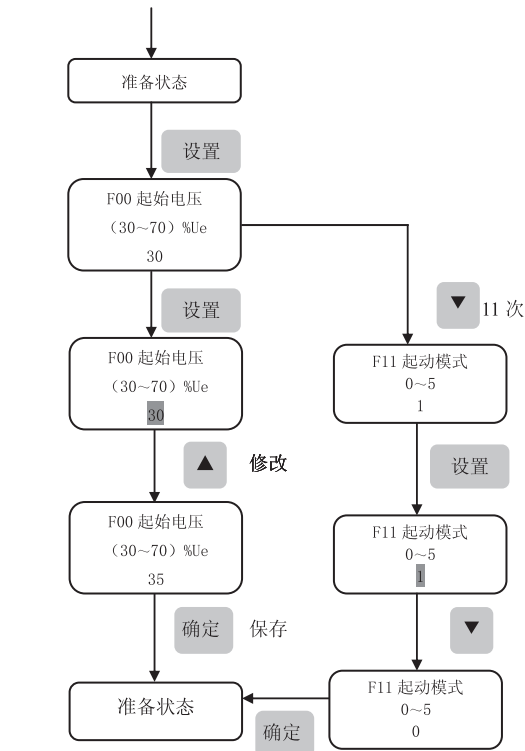 准备状态
设置
F00 起始电压
（30～70）%Ue
30
设置
F00 起始电压
（30～70）%Ue
30
▲ 修改
F00 起始电压
（30～70）%Ue
35
确定 保存
准备状态
▼ 11 次
F11 起动模式
0～5
1
设置
F11 起动模式
0～5
1
▼
F11 起动模式
0～5
0
确定